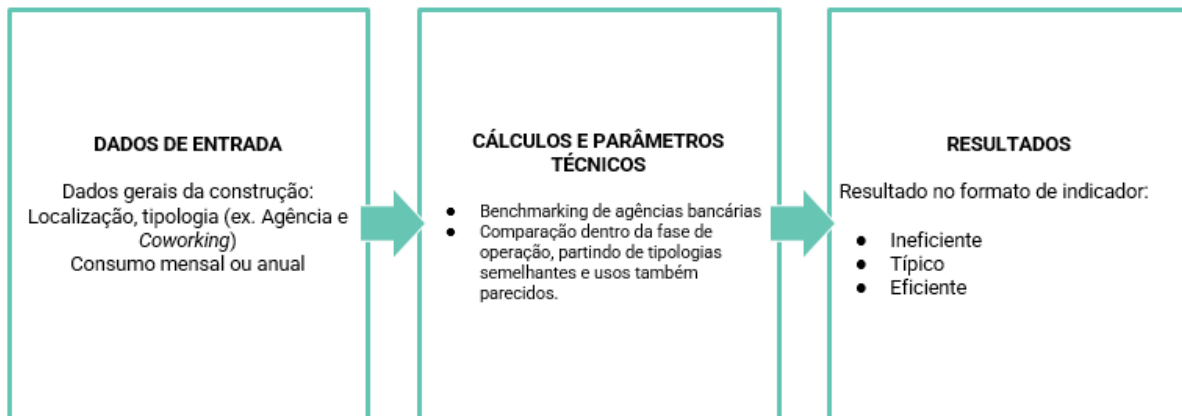 DADOS DE ENTRADA
Dados gerais da construção:
Localização, tipologia (ex. Agência e
Coworking)
Consumo mensal ou anual
CÁLCULOS E PARÂMETROS
TÉCNICOS
● Benchmarking de agências bancárias
● Comparação dentro da fase de
operação, partindo de tipologias
semelhantes e usos também
parecidos.
RESULTADOS
Resultado no formato de indicador:
● Ineficiente
● Típico
● Eficiente